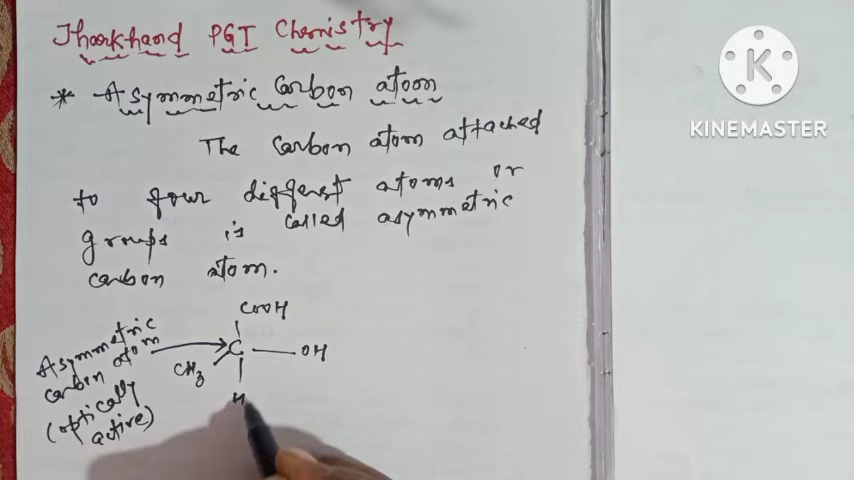 Jharkhand PGT Chemistry
* Asymmetric Carbon atom
The Carbon atom attached
to four different atoms or
groups is called asymmetric
carbon atom.
COOH
Asymmetric
carbon atom
(optically
active)
C — OH
CH3
H
K
KINEMASTER